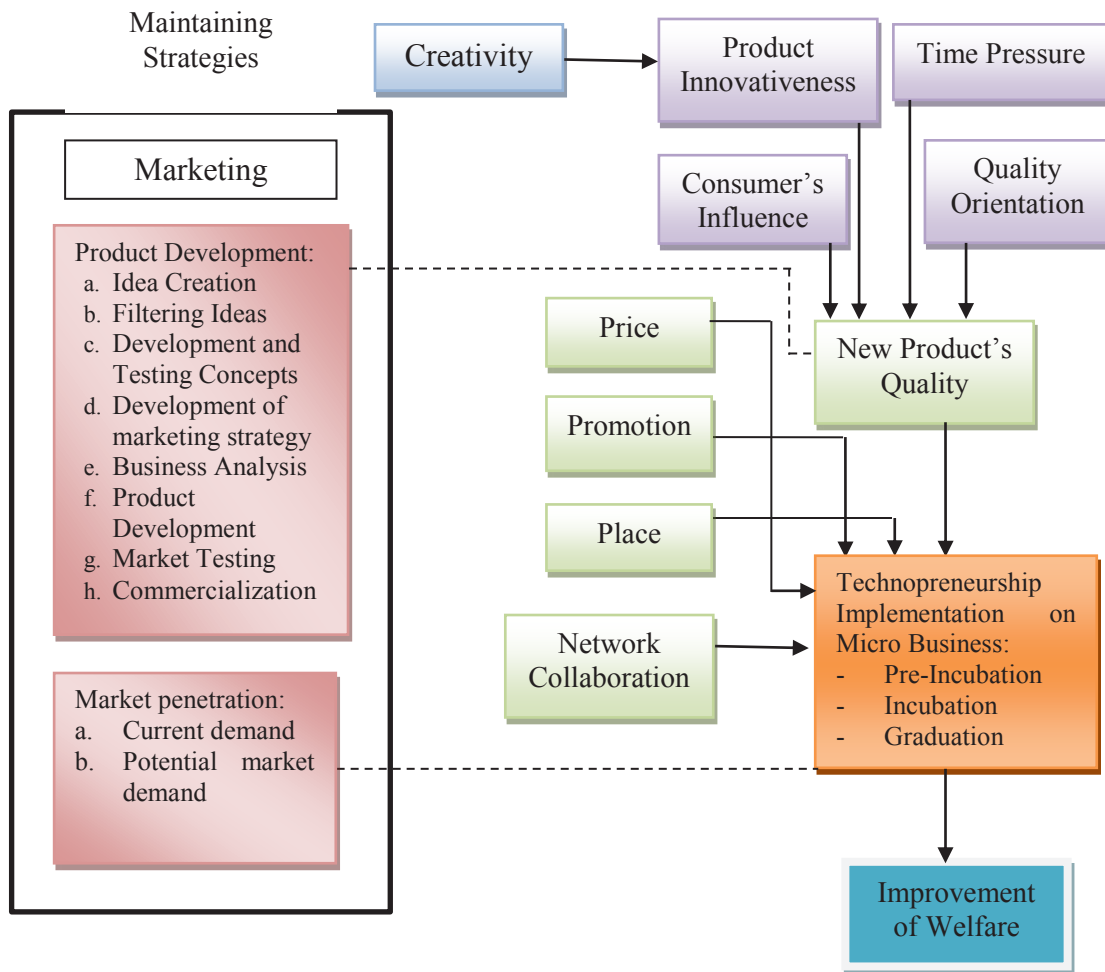 Maintaining
Strategies
Marketing
Product Development:
a. Idea Creation
b. Filtering Ideas
c. Development and
Testing Concepts
d. Development of
marketing strategy
e. Business Analysis
f. Product
Development
g. Market Testing
h. Commercialization
Market penetration:
a. Current demand
b. Potential market
demand
Creativity
Product
Innovativeness
Time Pressure
Consumer’s
Influence
Quality
Orientation
Price
New Product’s
Quality
Promotion
Place
Network
Collaboration
Technopreneurship
Implementation on
Micro Business:
- Pre-Incubation
- Incubation
- Graduation
Improvement
of Welfare